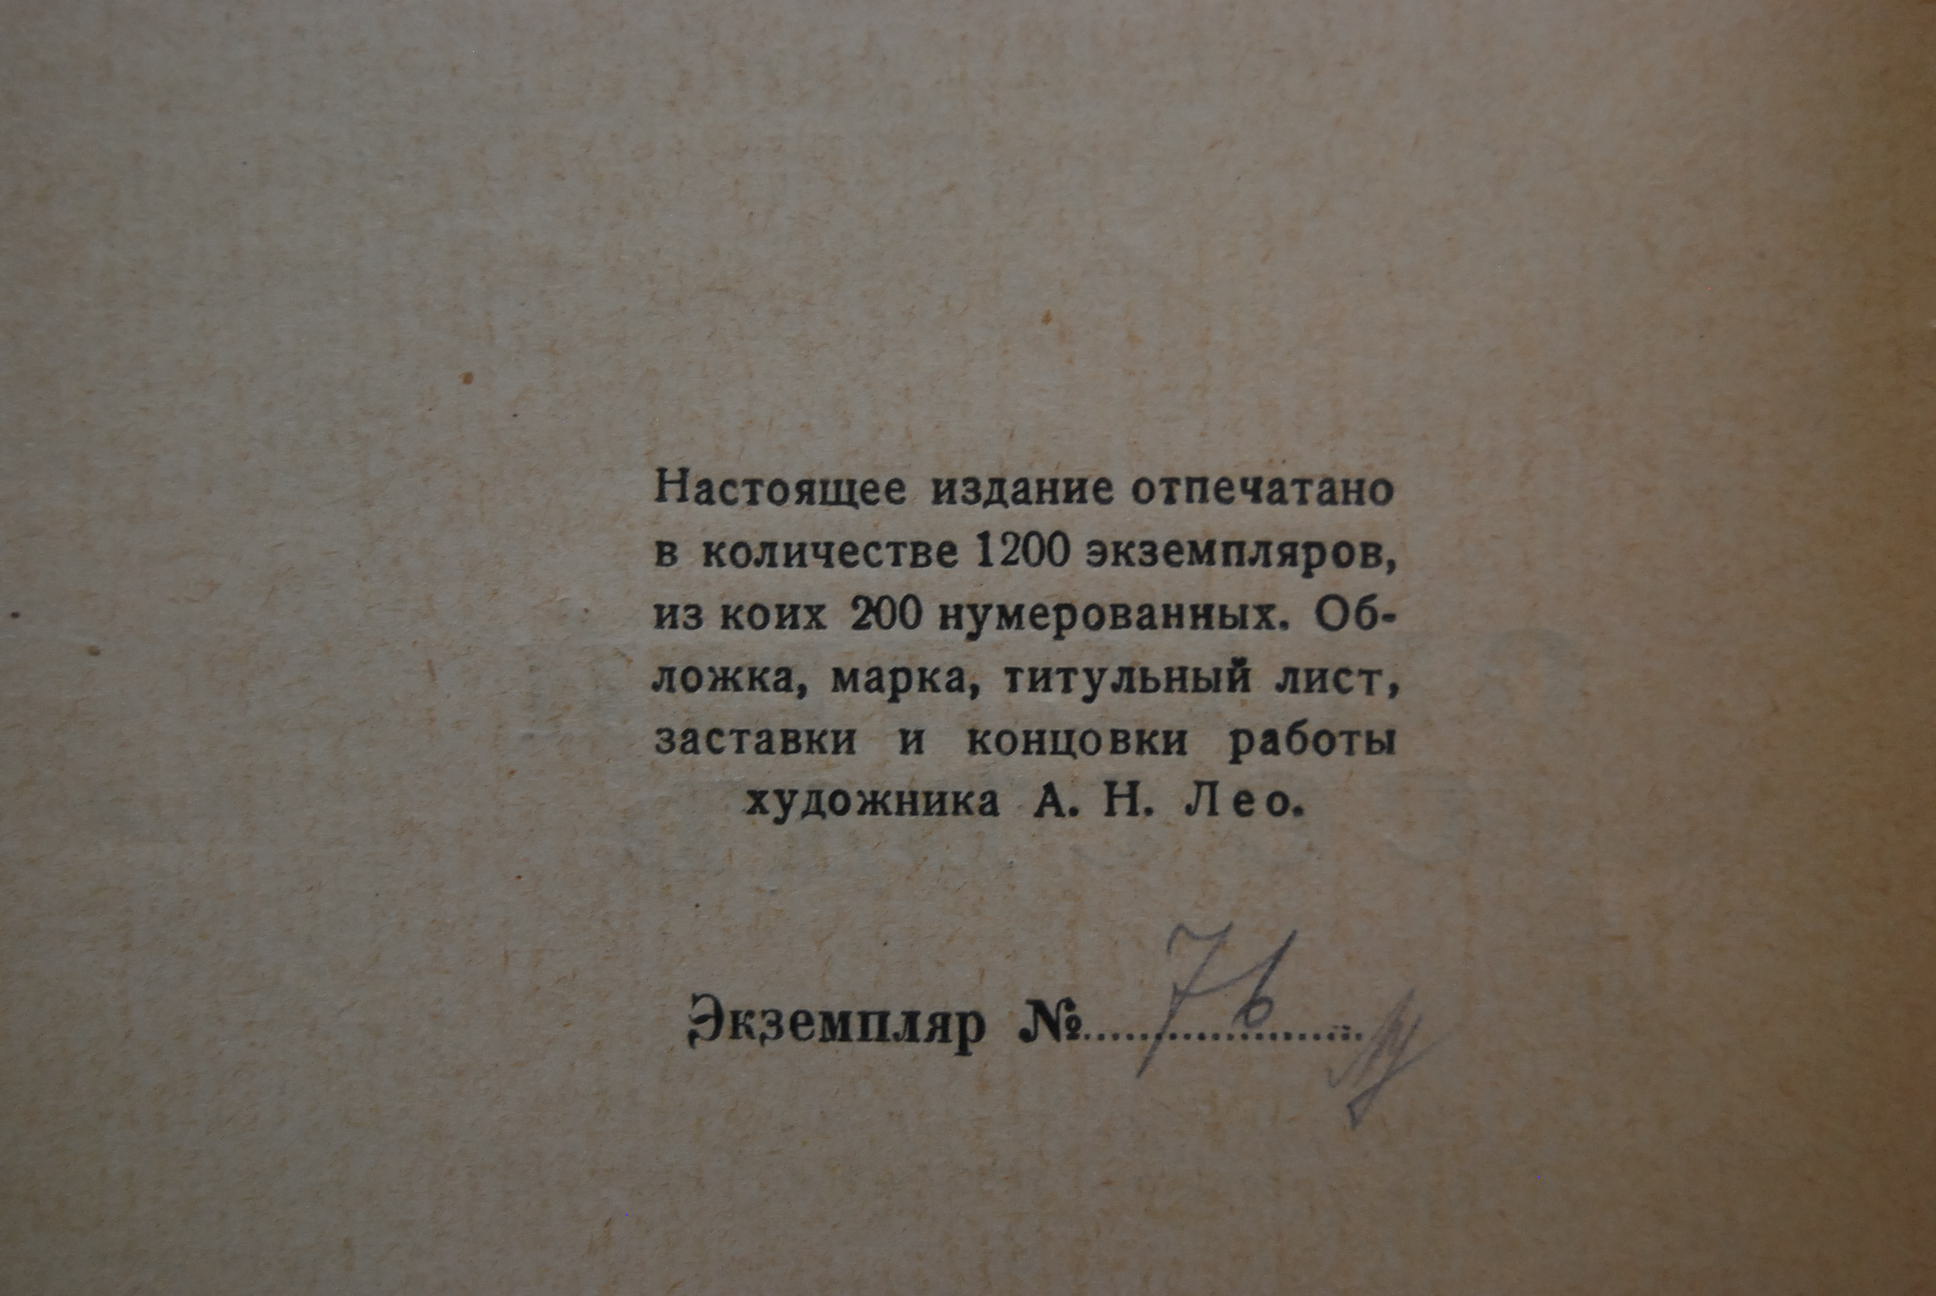 Настоящее издание отпечатано
в количестве 1200 экземпляров,
из коих 200 нумерованных. Об-
ложка, марка, титульный лист,
заставки и концовки работы
художника А. Н. Лео.
Экземпляр №. 76